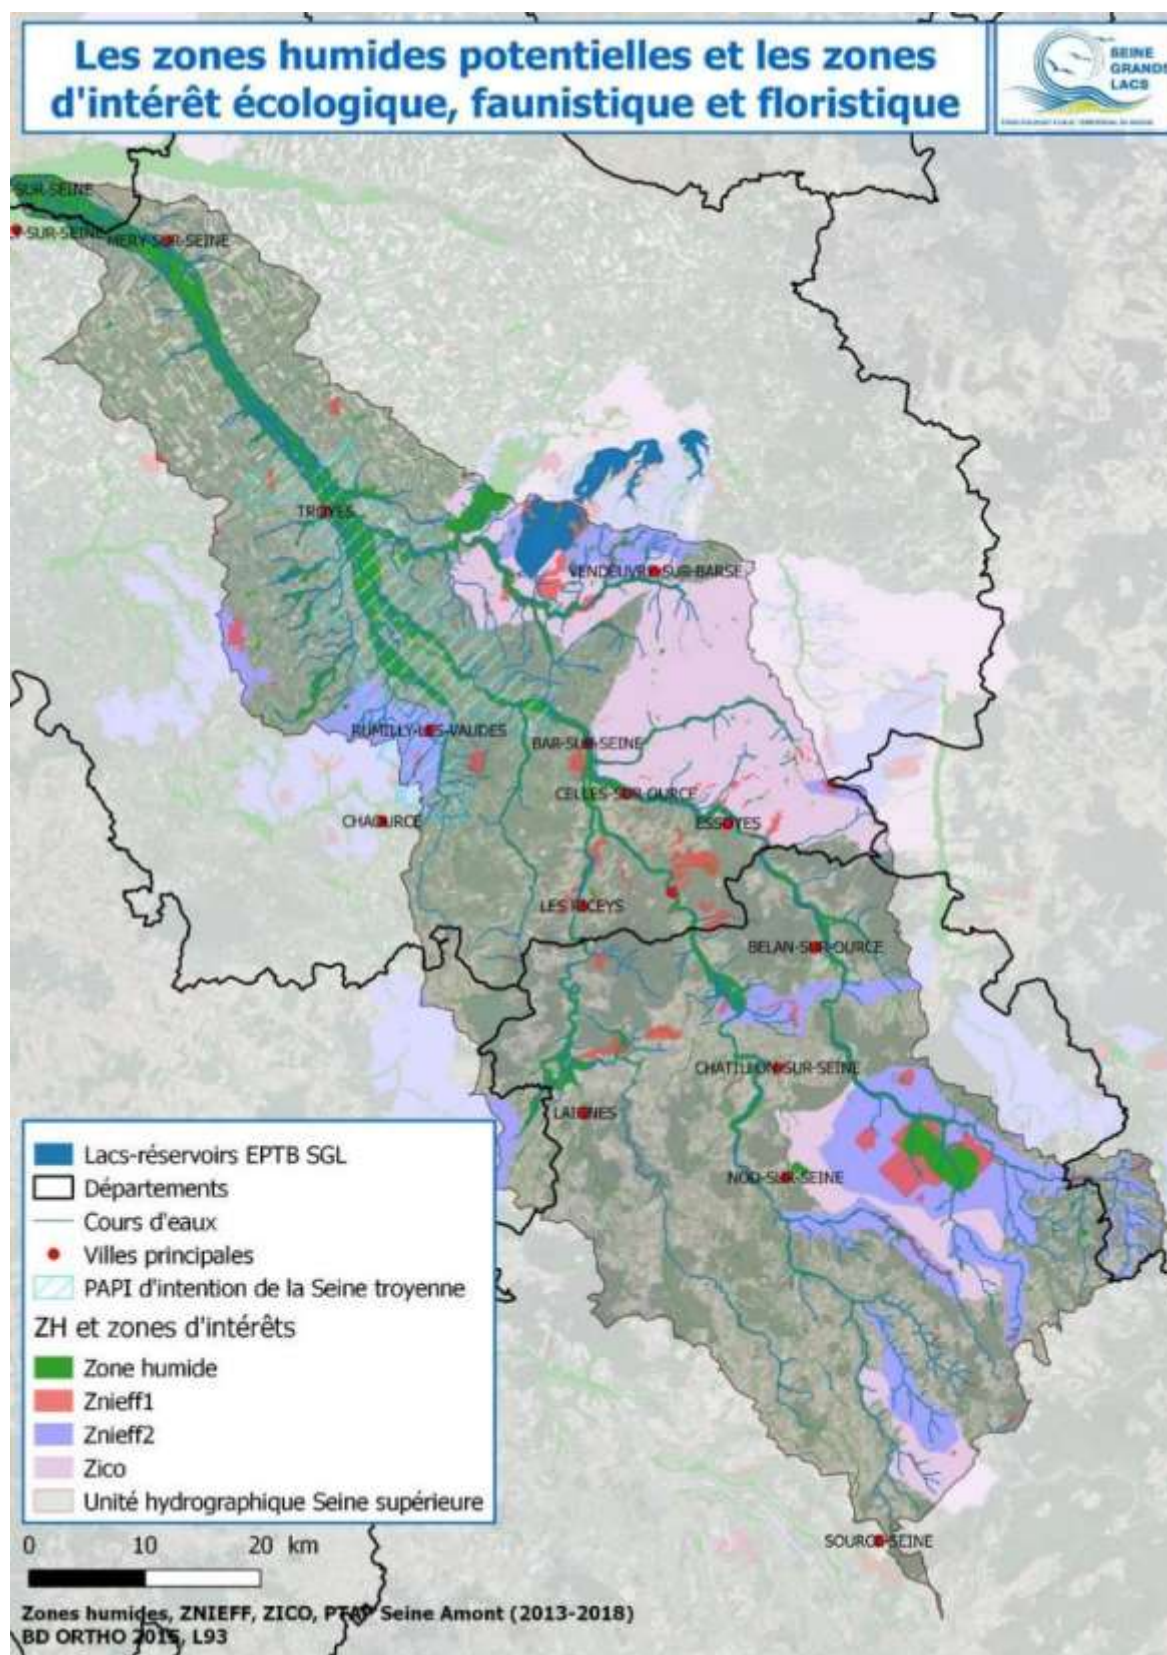 Les zones humides potentielles et les zones
d'intérêt écologique, faunistique et floristique
SEINE
GRANDS
LACS
SUR-SEINE
SUR-SEINE
MERY-SUR-SEINE
TROYES
VENDEUVRE-SUR-BARSE
RUMILLY-LES-VAUDES
BAR-SUR-SEINE
CELLES-SUR-OURCE
CHAOURCE
ESSOYES
LES RICEYS
BELAN-SUR-OURCE
CHATILLON-SUR-SEINE
LAIGNES
NOD-SUR-SEINE
SOURCE-SEINE
Lacs-réservoirs EPTB SGL
Départements
Cours d'eaux
Villes principales
PAPI d'intention de la Seine troyenne
ZH et zones d'intérêts
Zone humide
Znieff1
Znieff2
Zico
Unité hydrographique Seine supérieure
0 10 20 km
Zones humides, ZNIEFF, ZICO, PTAP Seine Amont (2013-2018)
BD ORTHO 2015, L93